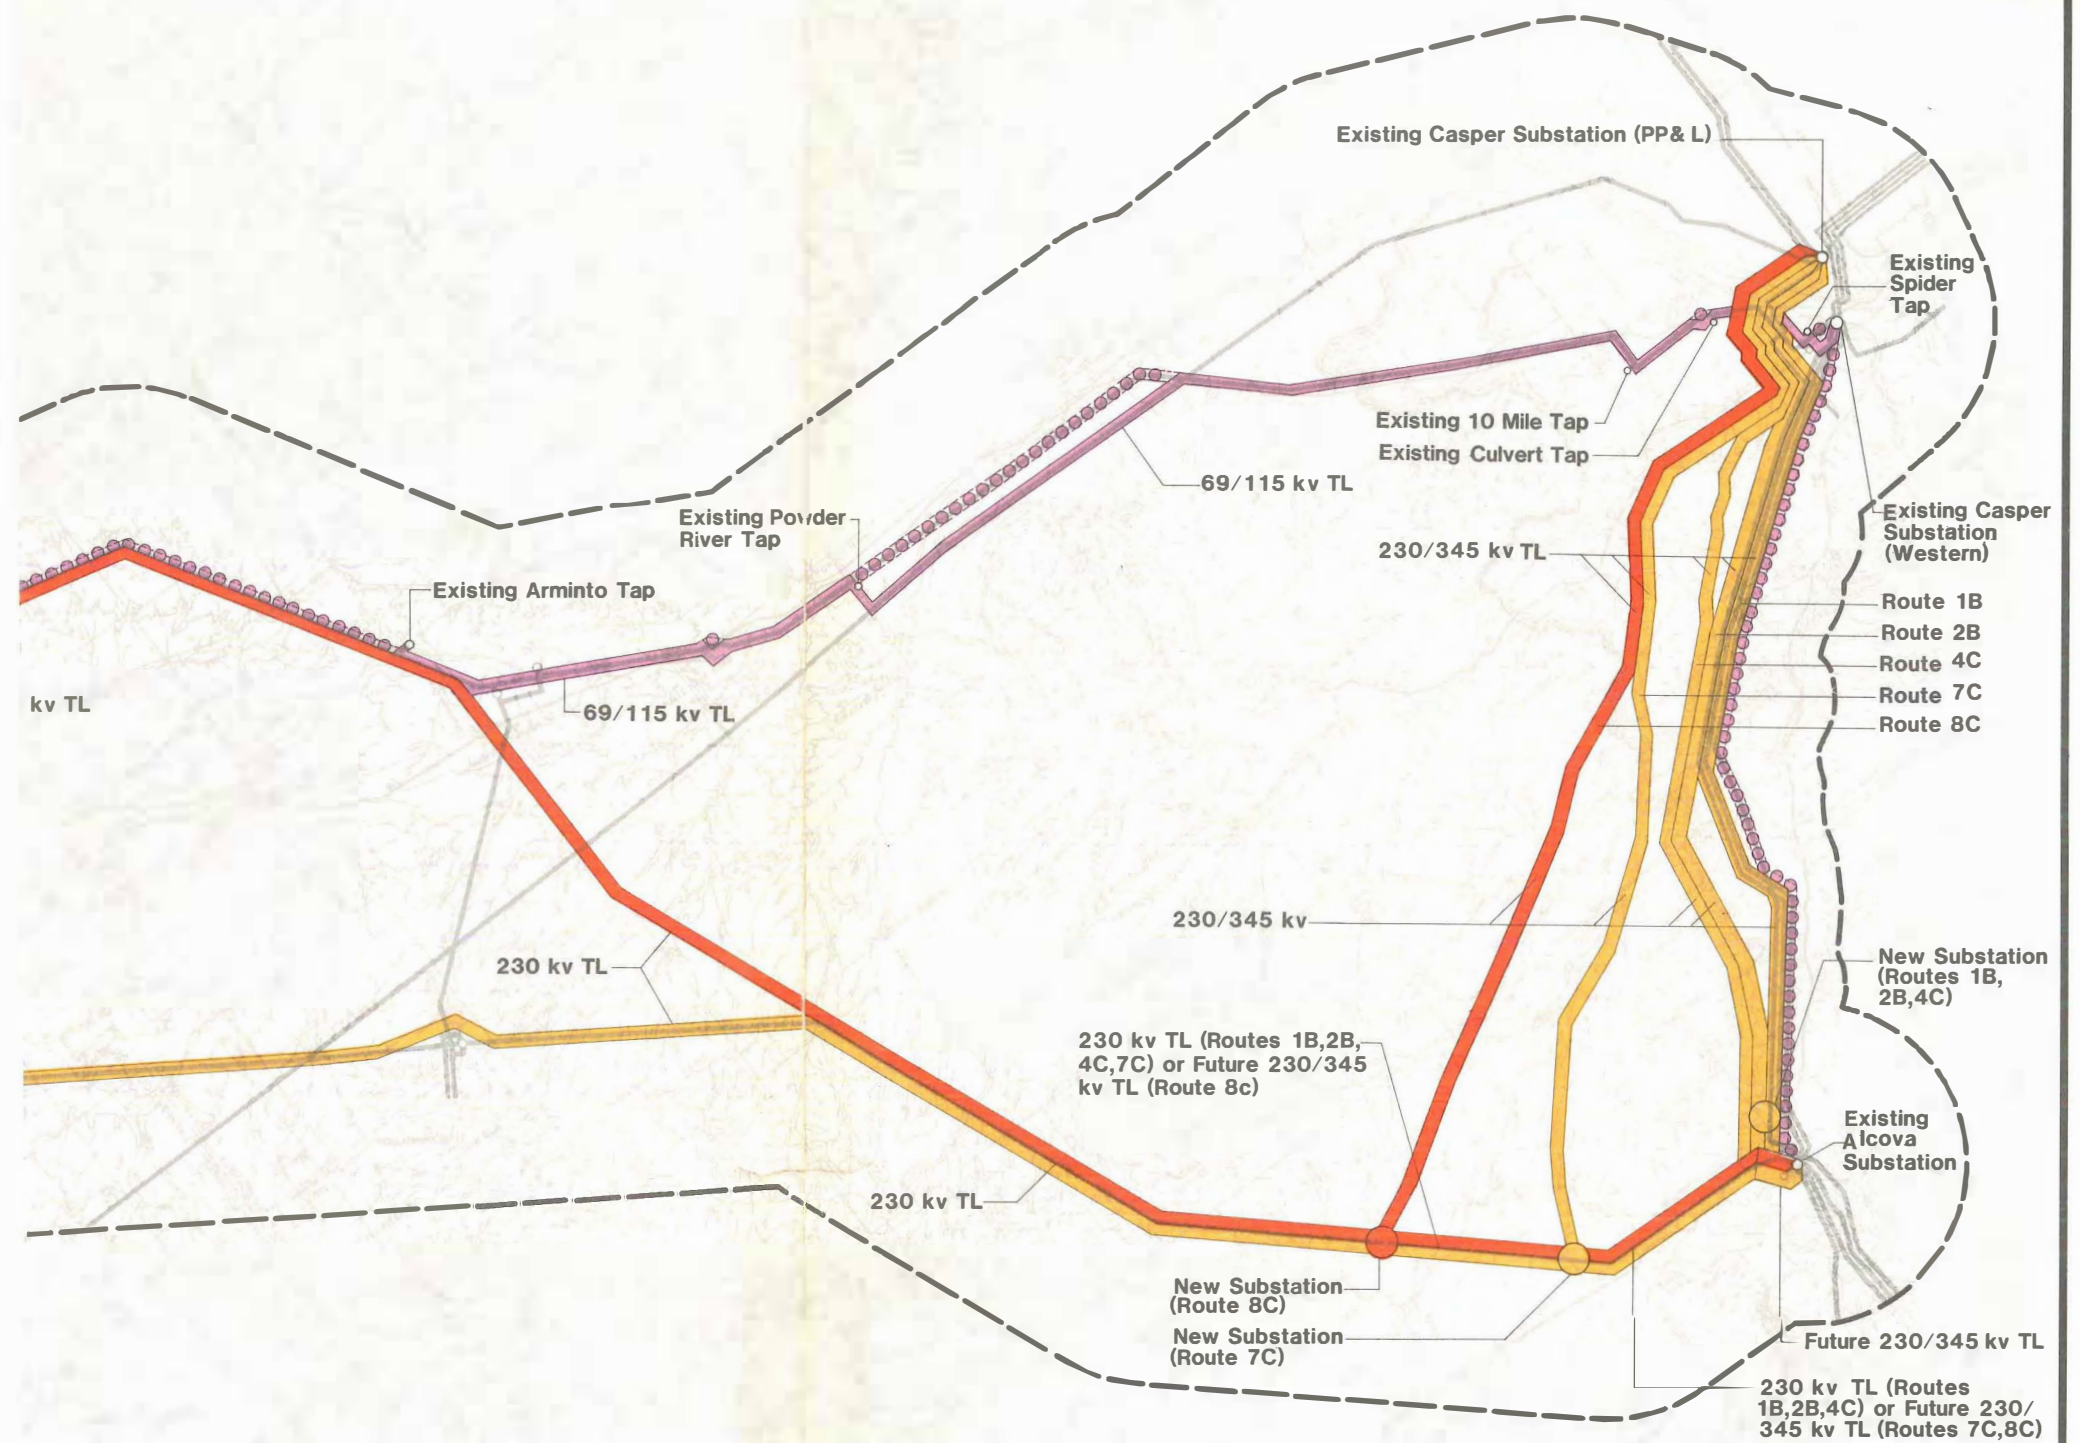 Existing Casper Substation (PP& L)
Existing
Spider
Tap
Existing 10 Mile Tap
Existing Culvert Tap
69/115 kv TL
Existing Powder
River Tap
Existing Casper
Substation
(Western)
230/345 kv TL
Existing Arminto Tap
Route 1B
Route 2B
Route 4C
Route 7C
Route 8C
kv TL
69/115 kv TL
230/345 kv
230 kv TL
New Substation
(Routes 1B,
2B,4C)
230 kv TL (Routes 1B,2B,
4C,7C) or Future 230/345
kv TL (Route 8c)
Existing
Alcova
Substation
230 kv TL
New Substation
(Route 8C)
New Substation
(Route 7C)
Future 230/345 kv TL
230 kv TL (Routes
1B,2B,4C) or Future 230/
345 kv TL (Routes 7C,8C)